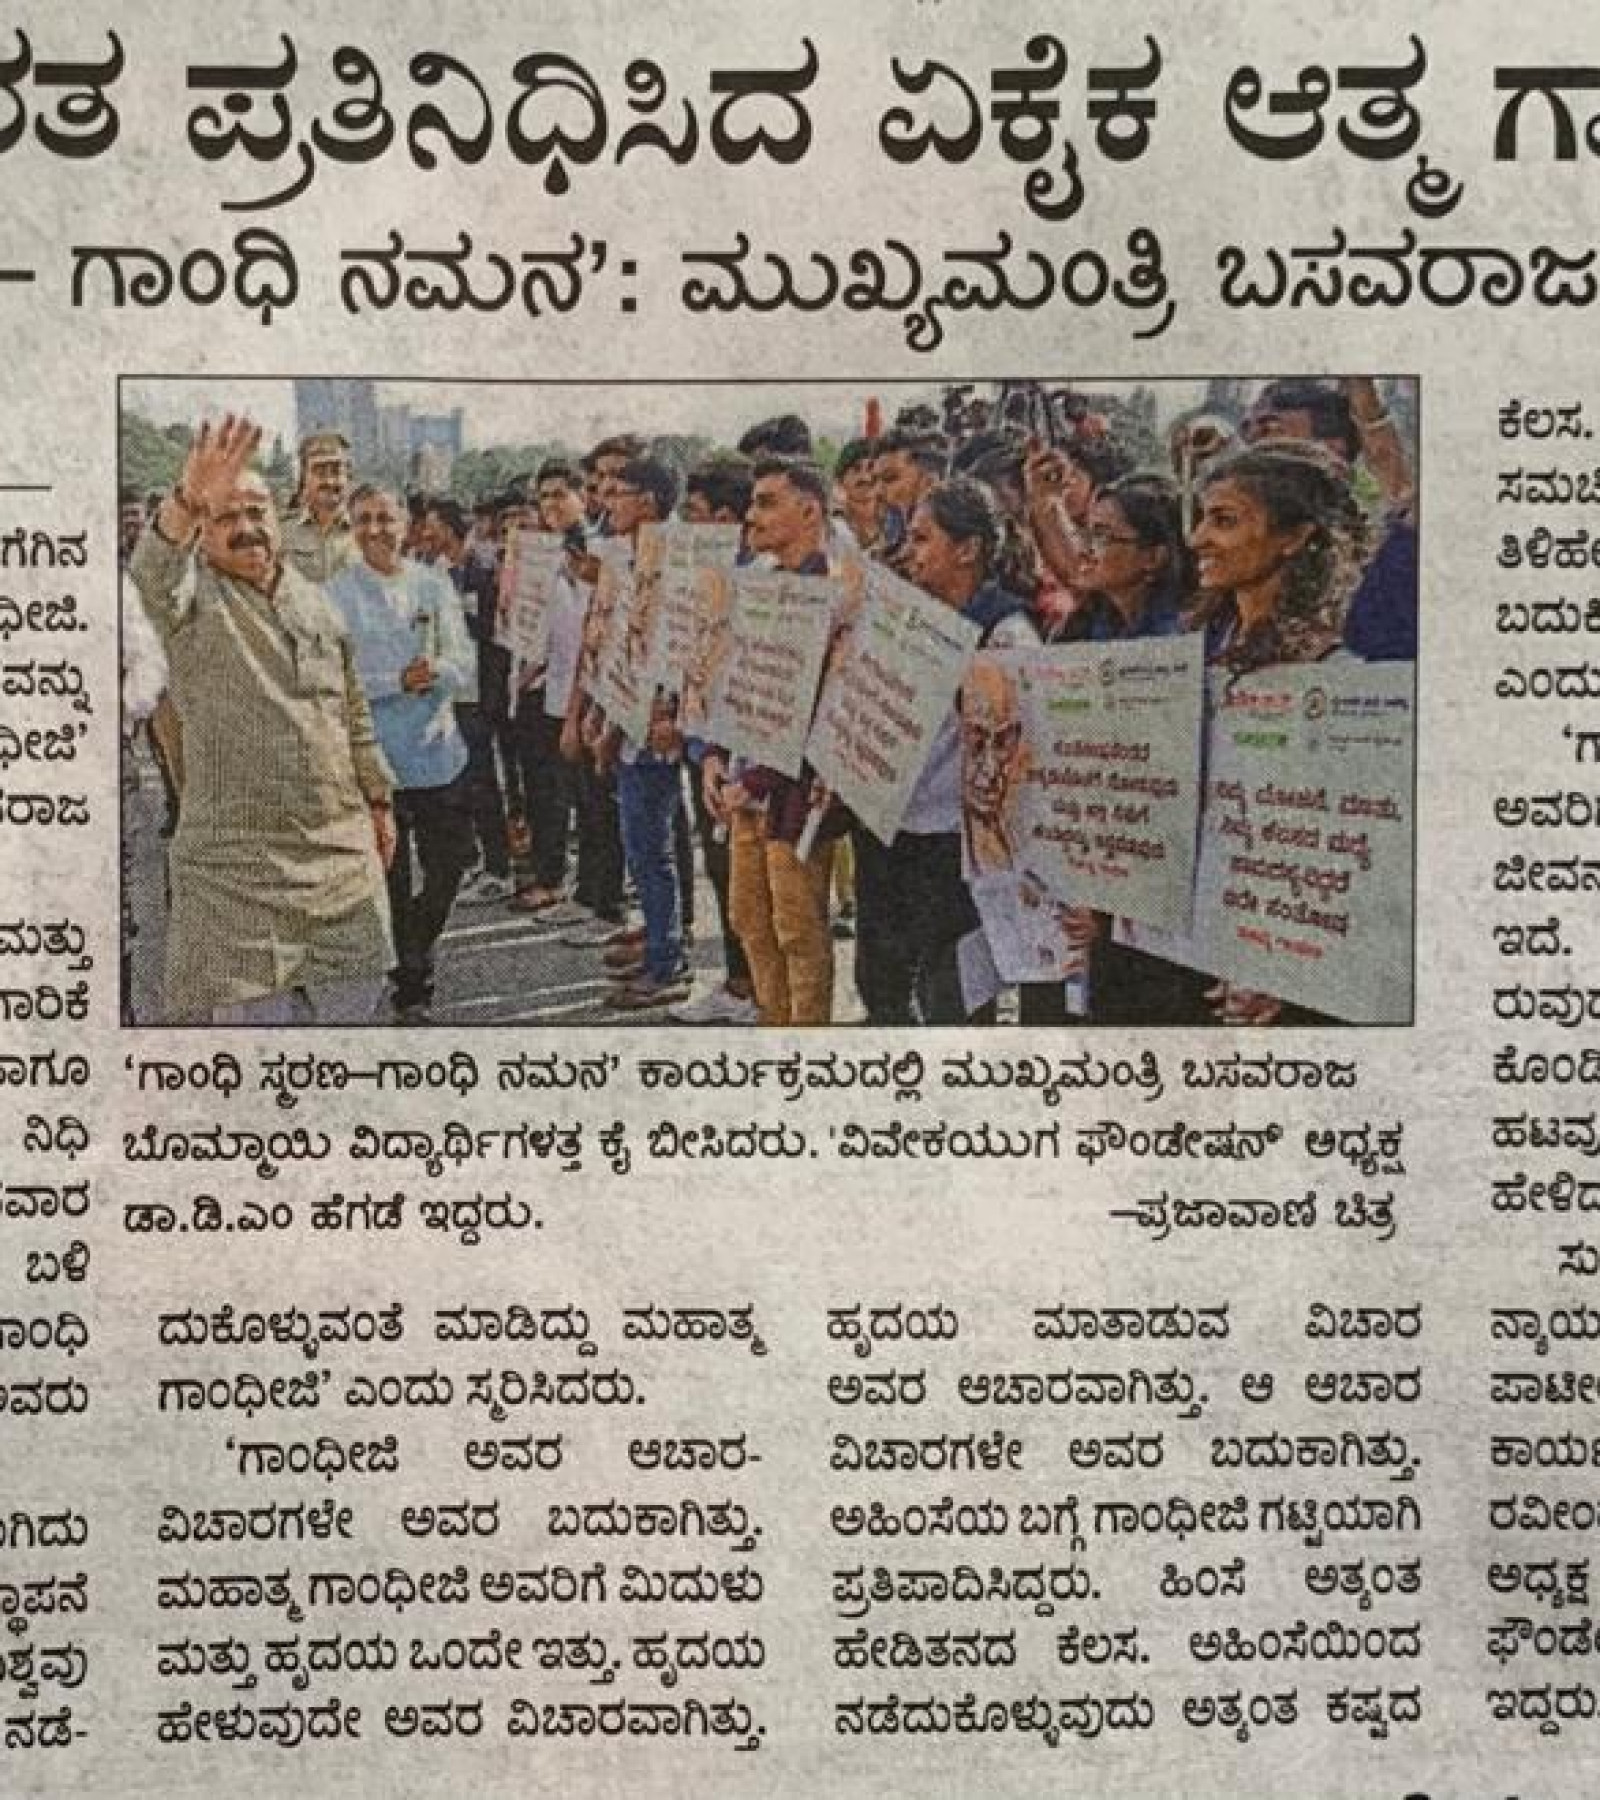 ರತ ಪ್ರತಿನಿಧಿಸಿದ ಏಕೈಕ ಆತ್ಮ ಗಾ
– ಗಾಂಧಿ ನಮನ’: ಮುಖ್ಯಮಂತ್ರಿ ಬಸವರಾಜ
ಗೆಗಿನ
ಧೀಜಿ.
ವನ್ನು
ಧೀಜಿ’
ವರಾಜ
ಮತ್ತು
ಗಾರಿಕೆ
ಹಾಗೂ
ನಿಧಿ
ವಾರ
ಬಳಿ
ಗಾಂಧಿ
ಅವರು
ಗಿದು
ಸ್ಥಾಪನೆ
ಶ್ವವು
ನಡೆ-
‘ಗಾಂಧಿ ಸ್ಮರಣ–ಗಾಂಧಿ ನಮನ’ ಕಾರ್ಯಕ್ರಮದಲ್ಲಿ ಮುಖ್ಯಮಂತ್ರಿ ಬಸವರಾಜ
ಬೊಮ್ಮಾಯಿ ವಿದ್ಯಾರ್ಥಿಗಳತ್ತ ಕೈ ಬೀಸಿದರು. 'ವಿವೇಕಯುಗ ಫೌಂಡೇಷನ್' ಅಧ್ಯಕ್ಷ
ಡಾ.ಡಿ.ಎಂ ಹೆಗಡೆ ಇದ್ದರು. –ಪ್ರಜಾವಾಣಿ ಚಿತ್ರ
ದುಕೊಳ್ಳುವಂತೆ ಮಾಡಿದ್ದು ಮಹಾತ್ಮ
ಗಾಂಧೀಜಿ’ ಎಂದು ಸ್ಮರಿಸಿದರು.
‘ಗಾಂಧೀಜಿ ಅವರ ಆಚಾರ-
ವಿಚಾರಗಳೇ ಅವರ ಬದುಕಾಗಿತ್ತು.
ಮಹಾತ್ಮ ಗಾಂಧೀಜಿ ಅವರಿಗೆ ಮಿದುಳು
ಮತ್ತು ಹೃದಯ ಒಂದೇ ಇತ್ತು. ಹೃದಯ
ಹೇಳುವುದೇ ಅವರ ವಿಚಾರವಾಗಿತ್ತು.
ಹೃದಯ ಮಾತಾಡುವ ವಿಚಾರ
ಅವರ ಆಚಾರವಾಗಿತ್ತು. ಆ ಆಚಾರ
ವಿಚಾರಗಳೇ ಅವರ ಬದುಕಾಗಿತ್ತು.
ಅಹಿಂಸೆಯ ಬಗ್ಗೆ ಗಾಂಧೀಜಿ ಗಟ್ಟಿಯಾಗಿ
ಪ್ರತಿಪಾದಿಸಿದ್ದರು. ಹಿಂಸೆ ಅತ್ಯಂತ
ಹೇಡಿತನದ ಕೆಲಸ. ಅಹಿಂಸೆಯಿಂದ
ನಡೆದುಕೊಳ್ಳುವುದು ಅತ್ಯಂತ ಕಷ್ಟದ
ಕೆಲಸ.
ಸಮಚಿ
ತಿಳಿಹೇ
ಬದುಕಿ
ಎಂದು
‘ಗ
ಅವರಿ
ಜೀವನ
ಇದೆ.
ರುವುದ
ಕೊಂಡಿ
ಹಟವು
ಹೇಳಿದ
ಸು
ನ್ಯಾಯ
ಪಾಟೀ
ಕಾರ್ಯ
ರವೀಂ
ಅಧ್ಯಕ್ಷ
ಫೌಂಡೇ
ಇದ್ದರು.